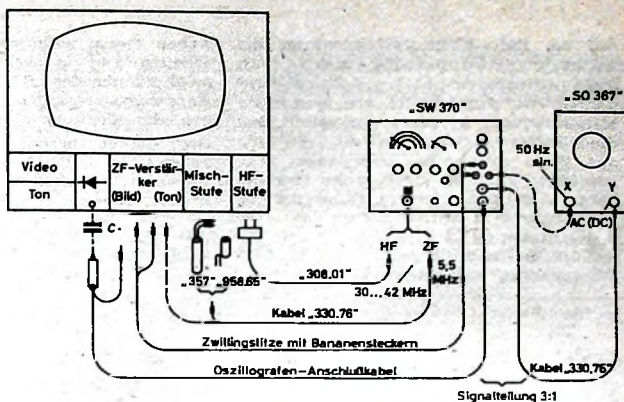 „SW 370"
„SO 367"
50 Hz
sin.
X
Y
AC (DC)
Video
Ton
ZF-Verstär-
ker
(Bild) (Ton)
Misch-
Stufe
HF-
Stufe
C-
HF
ZF
„357" „958.65"
„308,01"
30... 42 MHz
5,5
MHz
Kabel „330.76"
Zwillingslitze mit Bananensteckern
Oszillografen-Anschlußkabel
Kabel „330,76"
Signalteilung 3:1